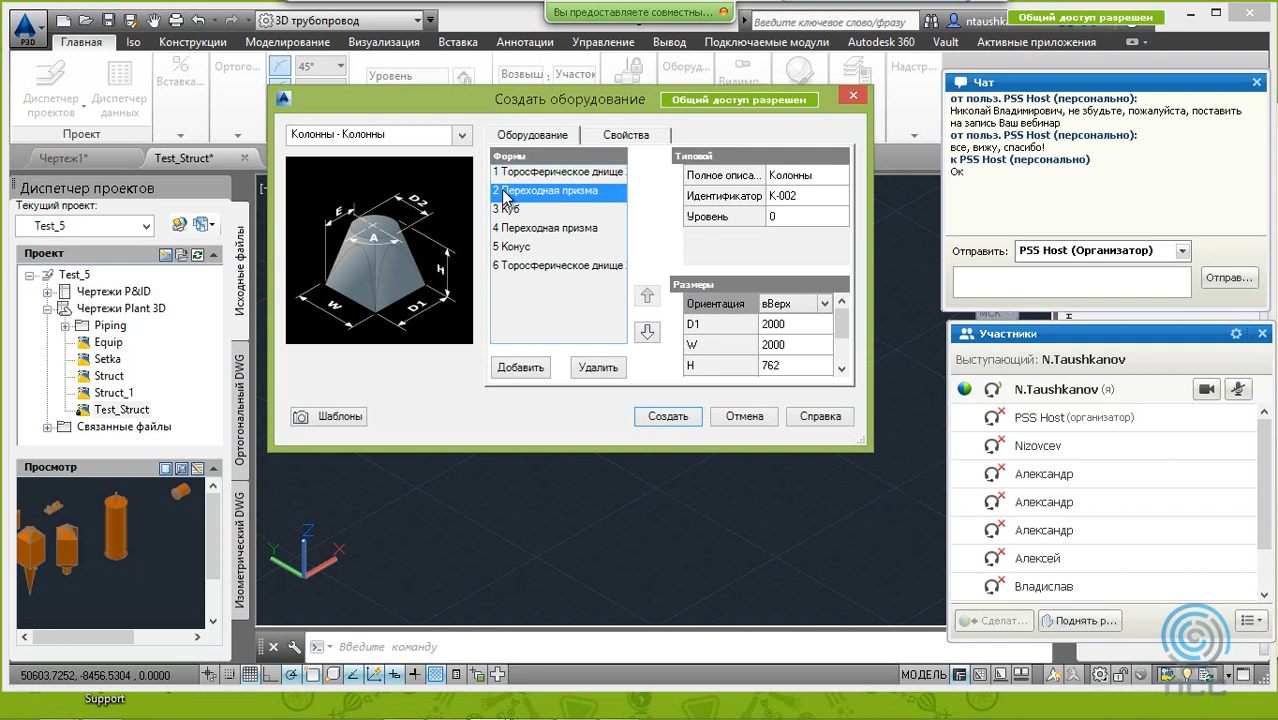 P3D
3D трубопровод
Вы предоставляете совместны...
Введите ключевое слово/фразу
ntaushka...
Общий доступ разрешен
Главная
Iso
Конструкции
Моделирование
Визуализация
Вставка
Аннотации
Управление
Вывод
Подключаемые модули
Autodesk 360
Vault
Активные приложения
Вставка...
Ортого...
45°
Уровень
Возвыш
Участок
Оборуд...
Видимо...
Надстр...
Диспетчер проектов
Диспетчер данных
Проект
Чертеж1*
Test_Struct*
Диспетчер проектов
Текущий проект:
Test_5
Проект
Test_5
Чертежи P&ID
Чертежи Plant 3D
Piping
Equip
Setka
Struct
Struct_1
Test_Struct
Связанные файлы
Просмотр
Исходные файлы
Ортогональный DWG
Изометрический DWG
Создать оборудование
Общий доступ разрешен
Колонны - Колонны
Оборудование
Свойства
E
D2
A
H
W
D1
Формы
1 Торосферическое днище
2 Переходная призма
3 Куб
4 Переходная призма
5 Конус
6 Торосферическое днище
Добавить
Удалить
Типовой
Полное описа... Колонны
Идентификатор К-002
Уровень 0
Размеры
Ориентация вВерх
D1 2000
W 2000
H 762
Шаблоны
Создать
Отмена
Справка
Z
Y
X
МСК
Чат
от польз. PSS Host (персонально):
Николай Владимирович, не збудьте, пожалуйста, поставить
на запись Ваш вебинар
от польз. PSS Host (персонально):
все, вижу, спасибо!
к PSS Host (персонально)
Ок
Отправить: PSS Host (Организатор)
Отправ...
Участники
Выступающий: N.Taushkanov
N.Taushkanov (я)
PSS Host (организатор)
Nizovcev
Александр
Александр
Александр
Алексей
Владислав
Сделат...
Поднять р...
Введите команду
50603.7252, -8456.5304, 0.0000
МОДЕЛЬ
ПСС
Support